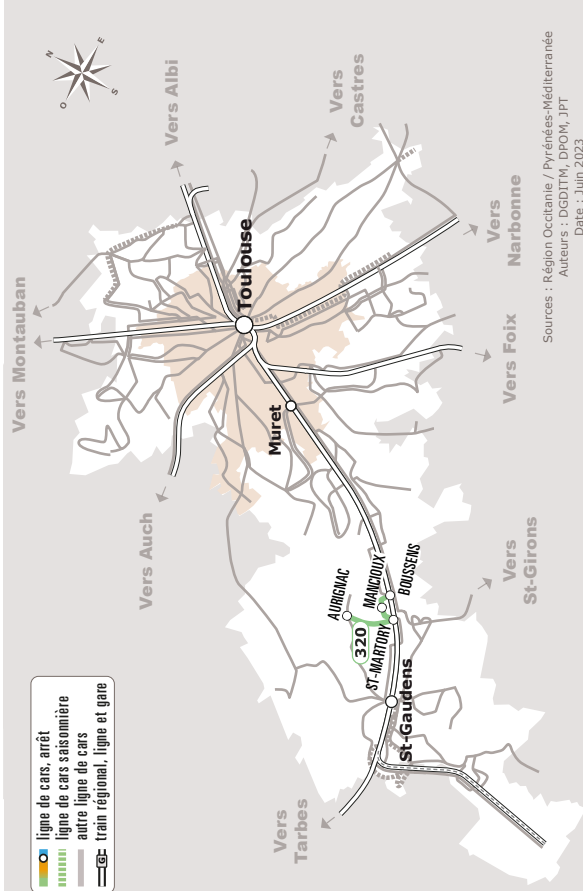 ligne de cars, arrêt
ligne de cars saisonnière
autre ligne de cars
G
train régional, ligne et gare
Vers Montauban
N
E
S
O
Vers Albi
Vers
Castres
Toulouse
Vers Auch
Muret
Vers
Narbonne
Vers Foix
AURIGNAC
MANCIOUX
BOUSSENS
320
ST-MARTORY
St-Gaudens
Vers
St-Girons
Vers
Tarbes
Sources : Région Occitanie / Pyrénées-Méditerranée
Auteurs : DGDITM, DPOM, JPT
Date : Juin 2023